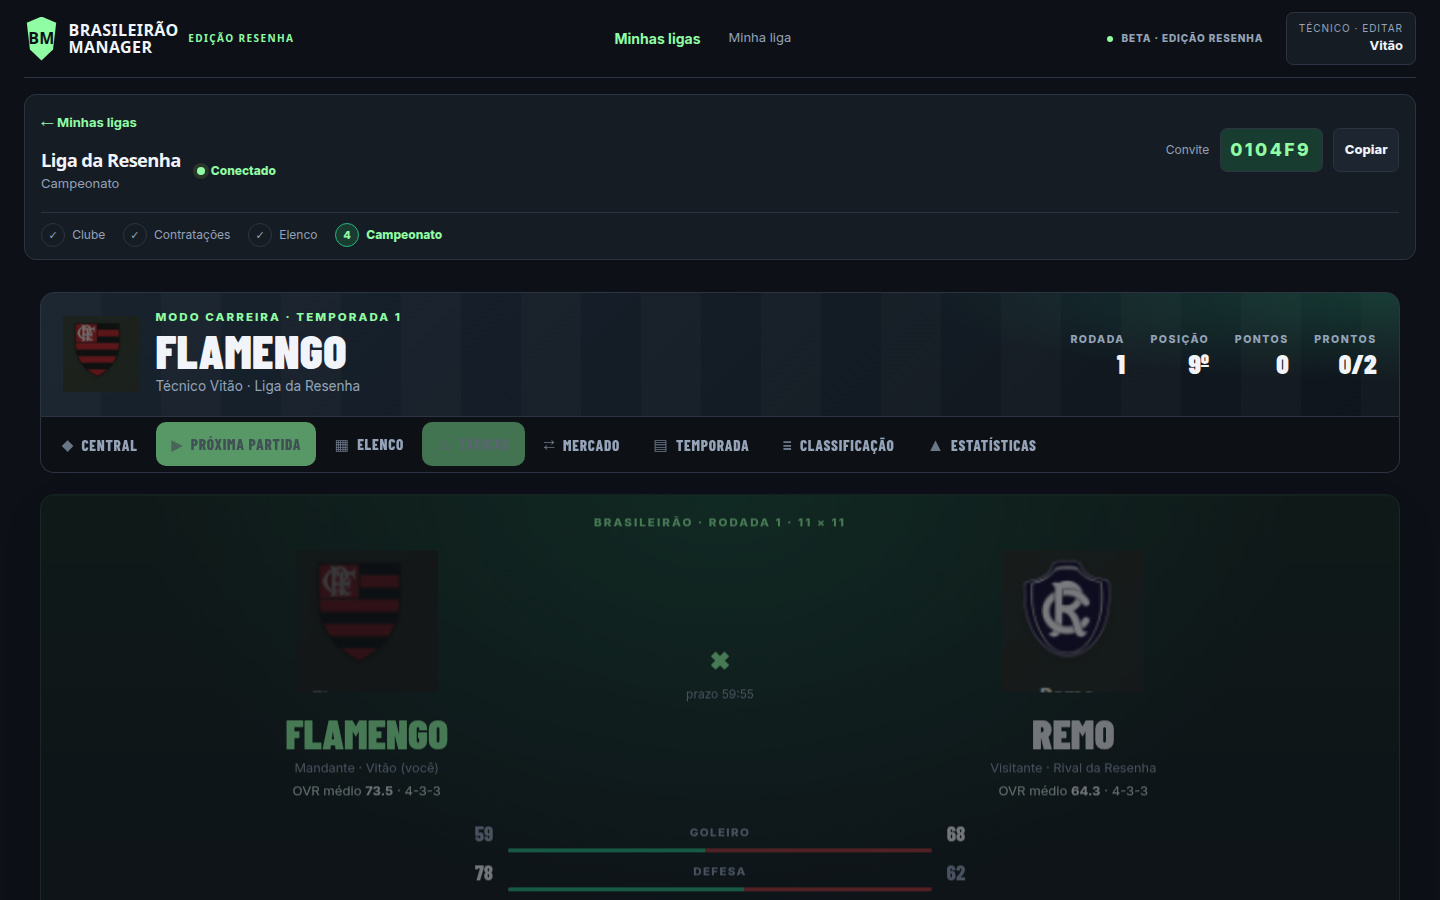 BM
BRASILEIRÃO
MANAGER
EDIÇÃO RESENHA
Minhas ligas
Minha liga
BETA · EDIÇÃO RESENHA
TÉCNICO · EDITAR
Vitão
← Minhas ligas
Liga da Resenha
Campeonato
Conectado
Convite
0104F9
Copiar
✓ Clube
✓ Contratações
✓ Elenco
4 Campeonato
MODO CARREIRA · TEMPORADA 1
FLAMENGO
Técnico Vitão · Liga da Resenha
RODADA
1
POSIÇÃO
9º
PONTOS
0
PRONTOS
0/2
◆ CENTRAL
▶ PRÓXIMA PARTIDA
▦ ELENCO
⇄ MERCADO
▤ TEMPORADA
☰ CLASSIFICAÇÃO
▲ ESTATÍSTICAS
BRASILEIRÃO · RODADA 1 · 11 × 11
✖
prazo 59:55
FLAMENGO
Mandante · Vitão (você)
OVR médio 73.5 · 4-3-3
REMO
Visitante · Rival da Resenha
OVR médio 64.3 · 4-3-3
59 GOLEIRO 68
78 DEFESA 62